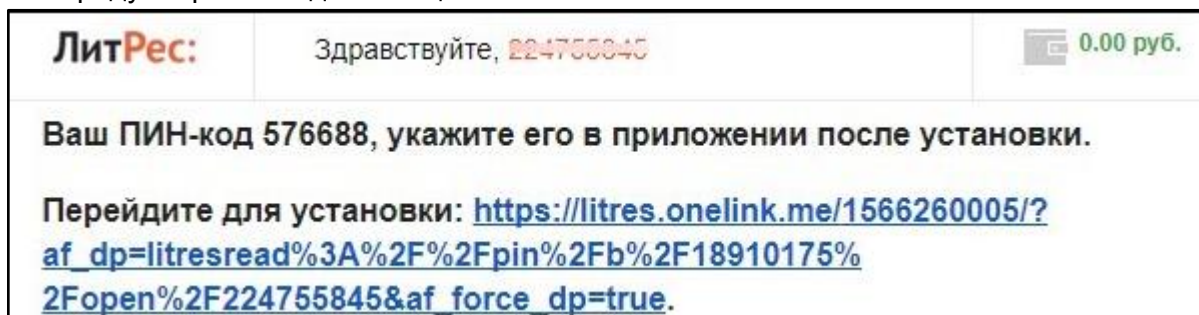 ЛитРес:
Здравствуйте,
0.00 руб.
Ваш ПИН-код 576688, укажите его в приложении после установки.
Перейдите для установки: https://litres.onelink.me/1566260005/?
af_dp=litresread%3A%2F%2Fpin%2Fb%2F18910175%
2Fopen%2F224755845&af_force_dp=true.